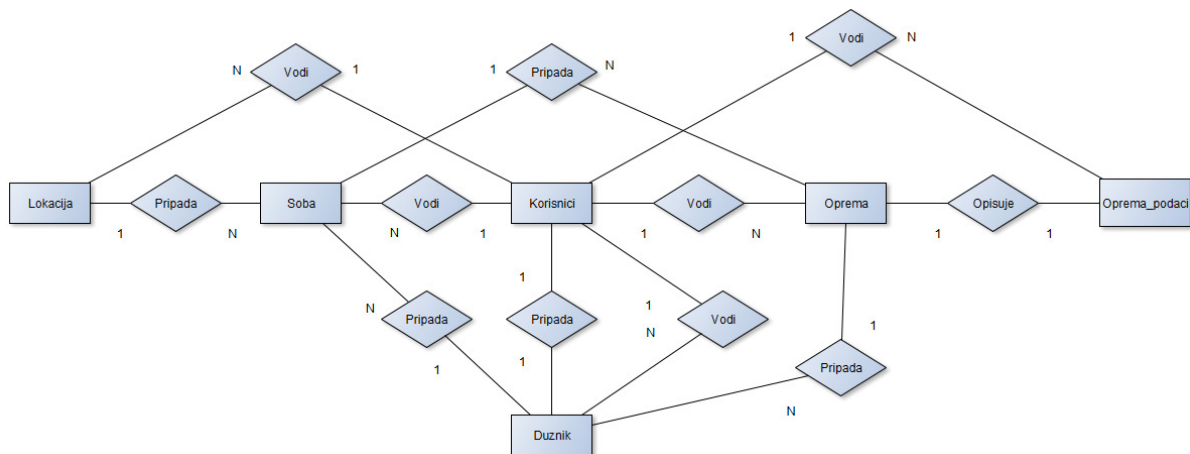 1 Vodi N
N Vodi 1
1 Pripada N
Lokacija Pripada Soba Vodi Korisnici Vodi Oprema Opisuje Oprema_podaci
1 N N 1 1 N 1 1
1
N Pripada Pripada 1 Vodi 1
N
1 1 Pripada
N
Duznik